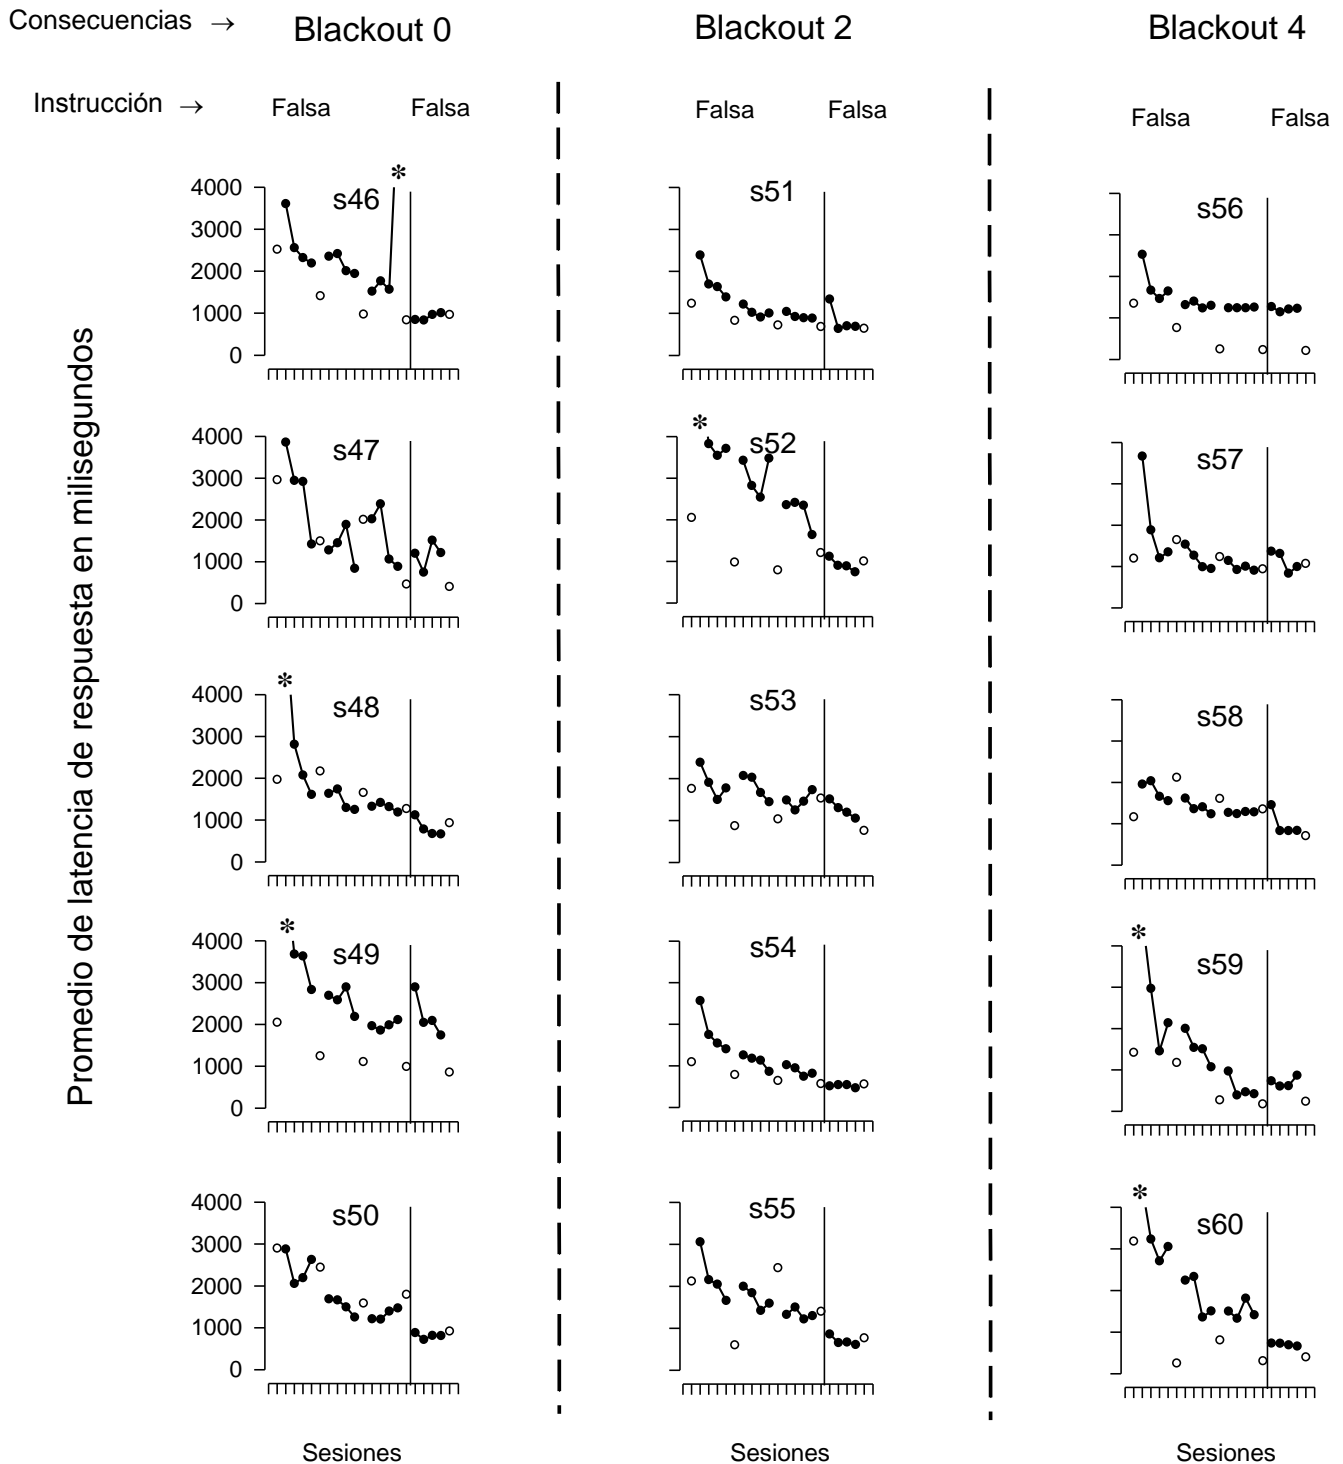 Consecuencias → Blackout 0 Blackout 2 Blackout 4
Instrucción → Falsa Falsa Falsa Falsa Falsa Falsa
Promedio de latencia de respuesta en milisegundos
*
4000
3000
2000
1000
0
s46
s51
s56
*
4000
3000
2000
1000
0
s47
s52
s57
*
4000
3000
2000
1000
0
s48
s53
s58
*
*
4000
3000
2000
1000
0
s49
s54
s59
*
4000
3000
2000
1000
0
s50
s55
s60
Sesiones Sesiones Sesiones